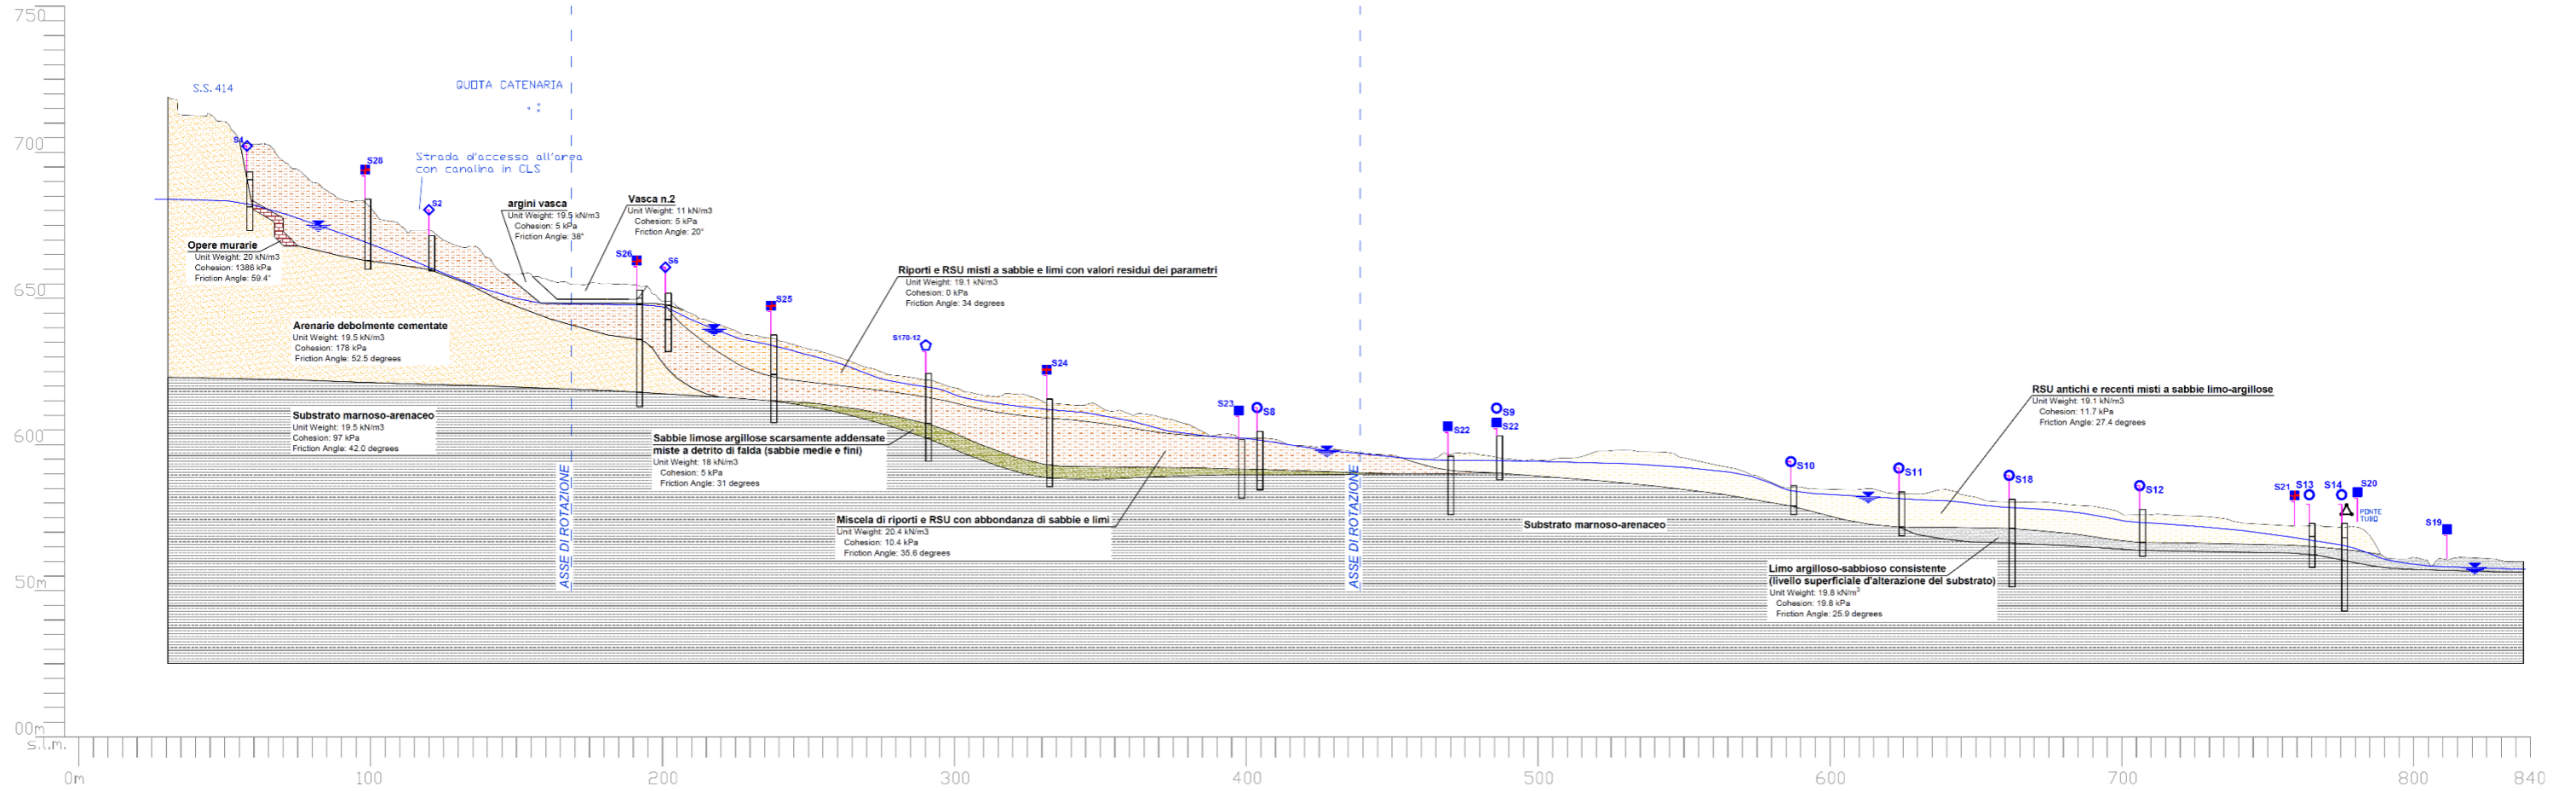 750
700
650
600
50m
00m
s.l.m.
S.S. 414
QUOTA CATENARIA
Strada d'accesso all'area
con canalina in CLS
S4
S28
S2
argini vasca
Unit Weight: 19.5 kN/m3
Cohesion: 5 kPa
Friction Angle: 38°
Vasca n.2
Unit Weight: 11 kN/m3
Cohesion: 5 kPa
Friction Angle: 20°
Opere murarie
Unit Weight: 20 kN/m3
Cohesion: 1386 kPa
Friction Angle: 59.4°
S26
S6
S25
Riporti e RSU misti a sabbie e limi con valori residui dei parametri
Unit Weight: 19.1 kN/m3
Cohesion: 0 kPa
Friction Angle: 34 degrees
Arenarie debolmente cementate
Unit Weight: 19.5 kN/m3
Cohesion: 178 kPa
Friction Angle: 52.5 degrees
S170-12
S24
S23
S8
S22
S9
S22
RSU antichi e recenti misti a sabbie limo-argillose
Unit Weight: 19.1 kN/m3
Cohesion: 11.7 kPa
Friction Angle: 27.4 degrees
Substrato marnoso-arenaceo
Unit Weight: 19.5 kN/m3
Cohesion: 97 kPa
Friction Angle: 42.0 degrees
Sabbie limose argillose scarsamente addensate
miste a detrito di falda (sabbie medie e fini)
Unit Weight: 18 kN/m3
Cohesion: 5 kPa
Friction Angle: 31 degrees
ASSE DI ROTAZIONE
ASSE DI ROTAZIONE
S10
S11
S18
S12
S21
S13
S14
S20
PONTE
TUBO
S19
Miscela di riporti e RSU con abbondanza di sabbie e limi
Unit Weight: 20.4 kN/m3
Cohesion: 10.4 kPa
Friction Angle: 35.6 degrees
Substrato marnoso-arenaceo
Limo argilloso-sabbioso consistente
(livello superficiale d'alterazione del substrato)
Unit Weight: 19.8 kN/m³
Cohesion: 19.8 kPa
Friction Angle: 25.9 degrees
0m
100
200
300
400
500
600
700
800
840